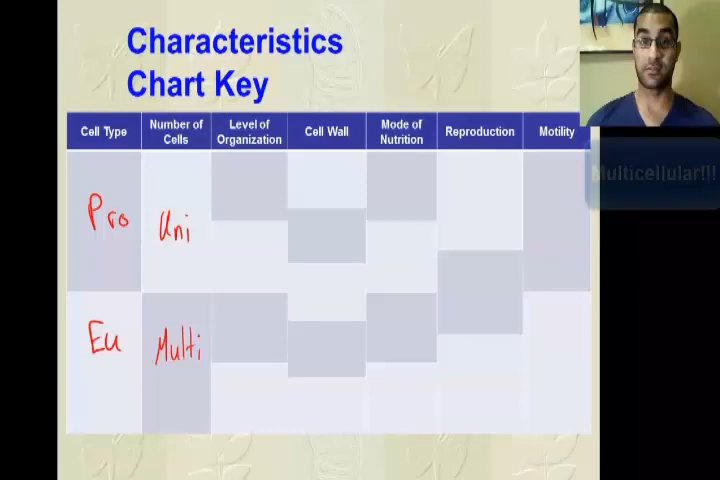 Characteristics
Chart Key
Cell Type
Number of
Cells
Level of
Organization
Cell Wall
Mode of
Nutrition
Reproduction
Motility
Multicellular!!!
Pro
Uni
Eu
Multi